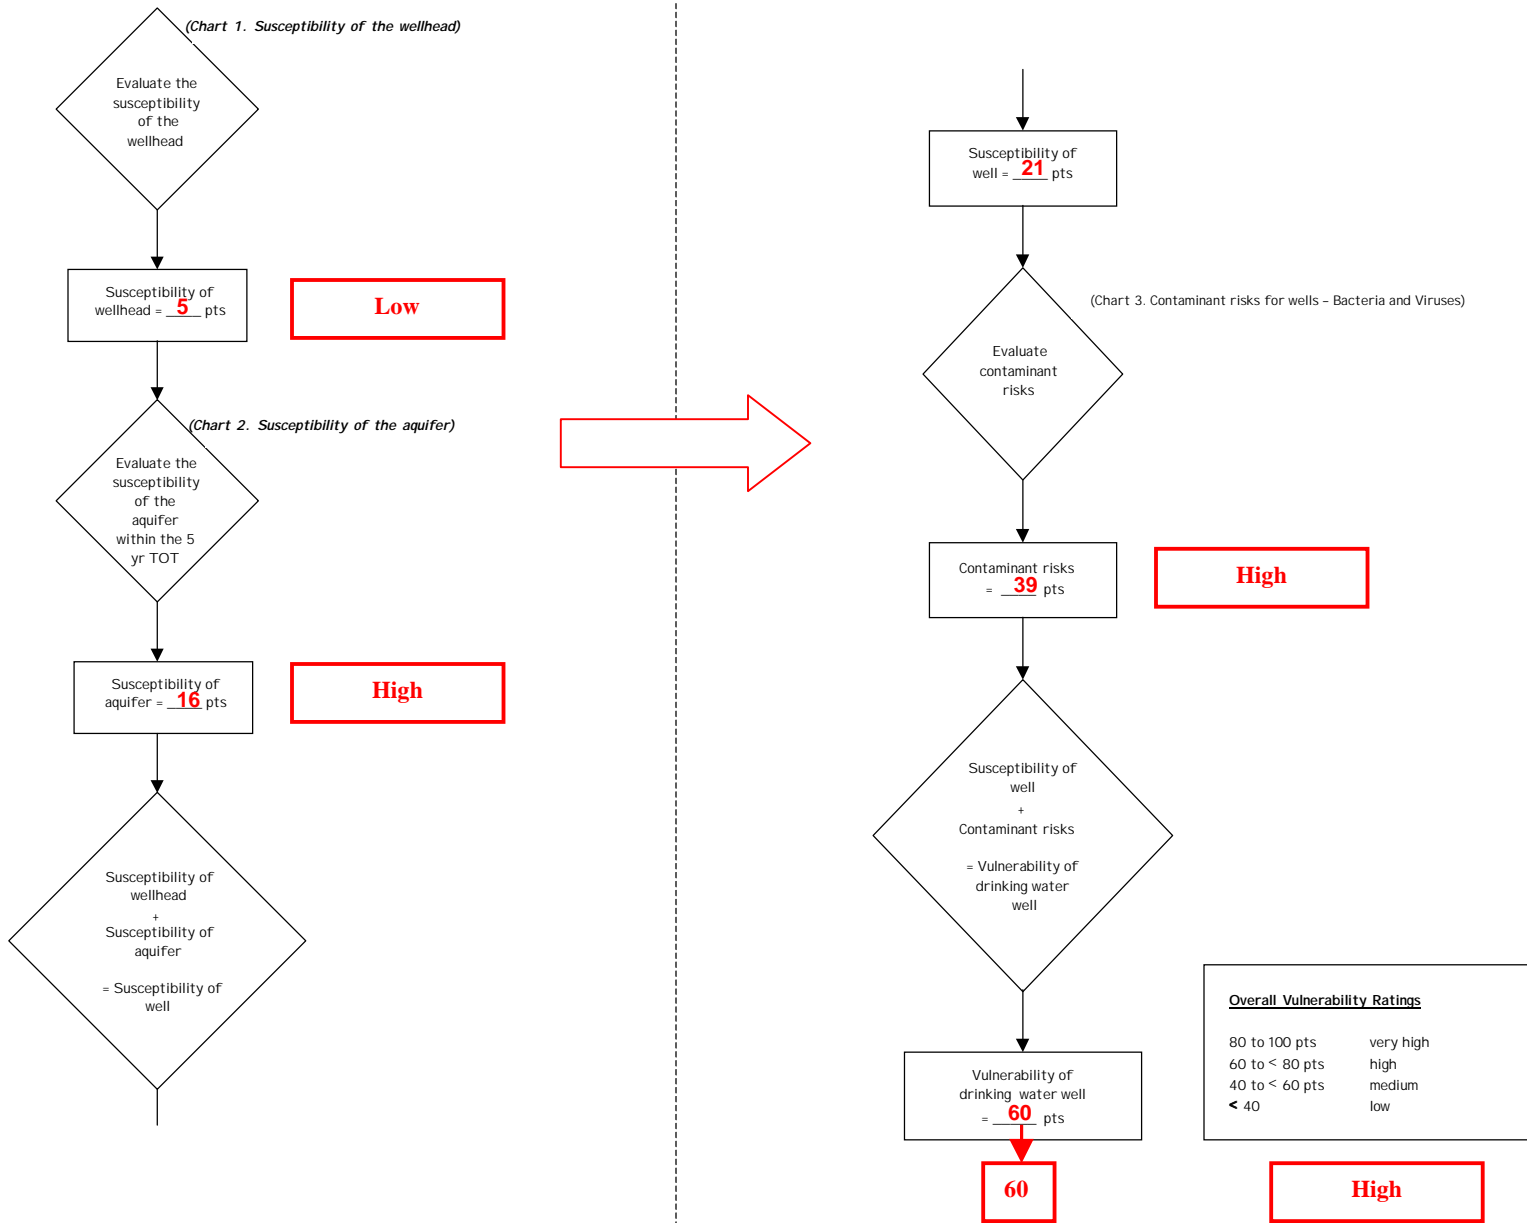 (Chart 1. Susceptibility of the wellhead)
Evaluate the
susceptibility
of the
wellhead
Susceptibility of
wellhead = 5 pts
Low
(Chart 2. Susceptibility of the aquifer)
Evaluate the
susceptibility
of the
aquifer
within the 5
yr TOT
Susceptibility of
aquifer = 16 pts
High
Susceptibility of
wellhead
+
Susceptibility of
aquifer
= Susceptibility of
well
Susceptibility of
well = 21 pts
(Chart 3. Contaminant risks for wells – Bacteria and Viruses)
Evaluate
contaminant
risks
Contaminant risks
= 39 pts
High
Susceptibility of
well
+
Contaminant risks
= Vulnerability of
drinking water
well
Vulnerability of
drinking water well
= 60 pts
60
Overall Vulnerability Ratings
80 to 100 pts very high
60 to < 80 pts high
40 to < 60 pts medium
< 40 low
High